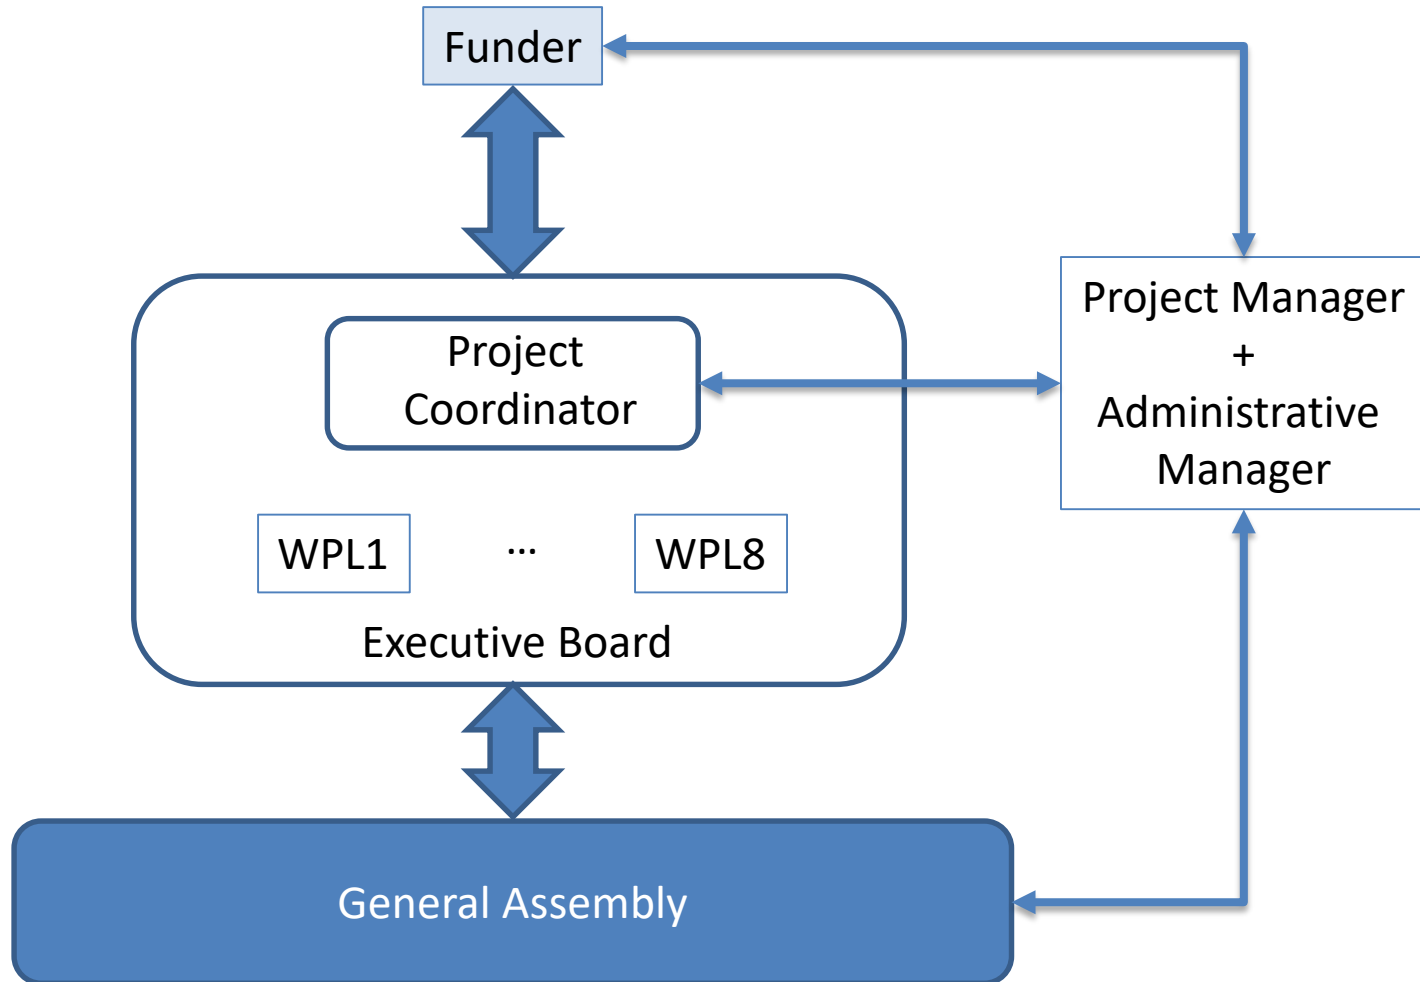 Funder
Project
Coordinator
Project Manager
+
Administrative
Manager
WPL1
...
WPL8
Executive Board
General Assembly